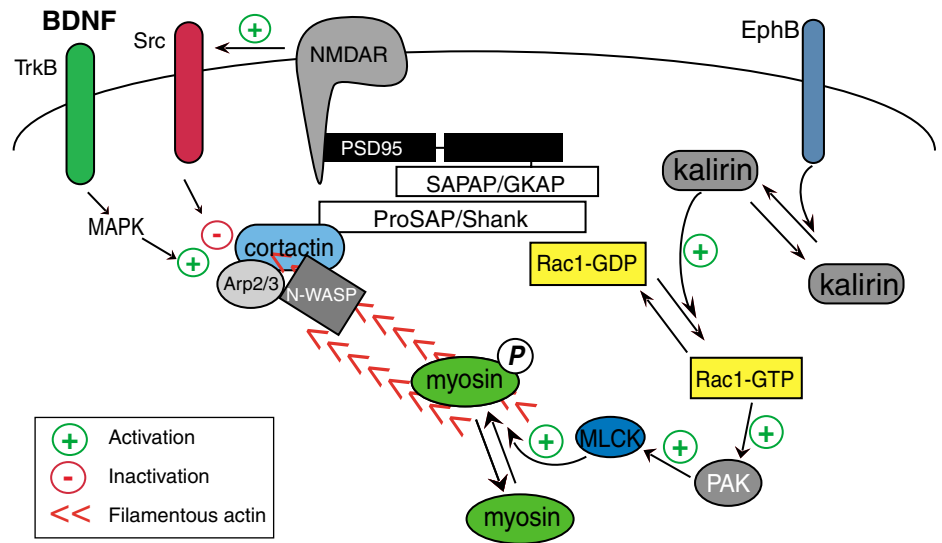 BDNF
TrkB
Src
+
NMDAR
EphB
PSD95
SAPAP/GKAP
ProSAP/Shank
kalirin
kalirin
MAPK
+
-
cortactin
Arp2/3
N-WASP
Rac1-GDP
+
Rac1-GTP
P
myosin
+
MLCK
+
+
PAK
myosin
+ Activation
- Inactivation
<< Filamentous actin